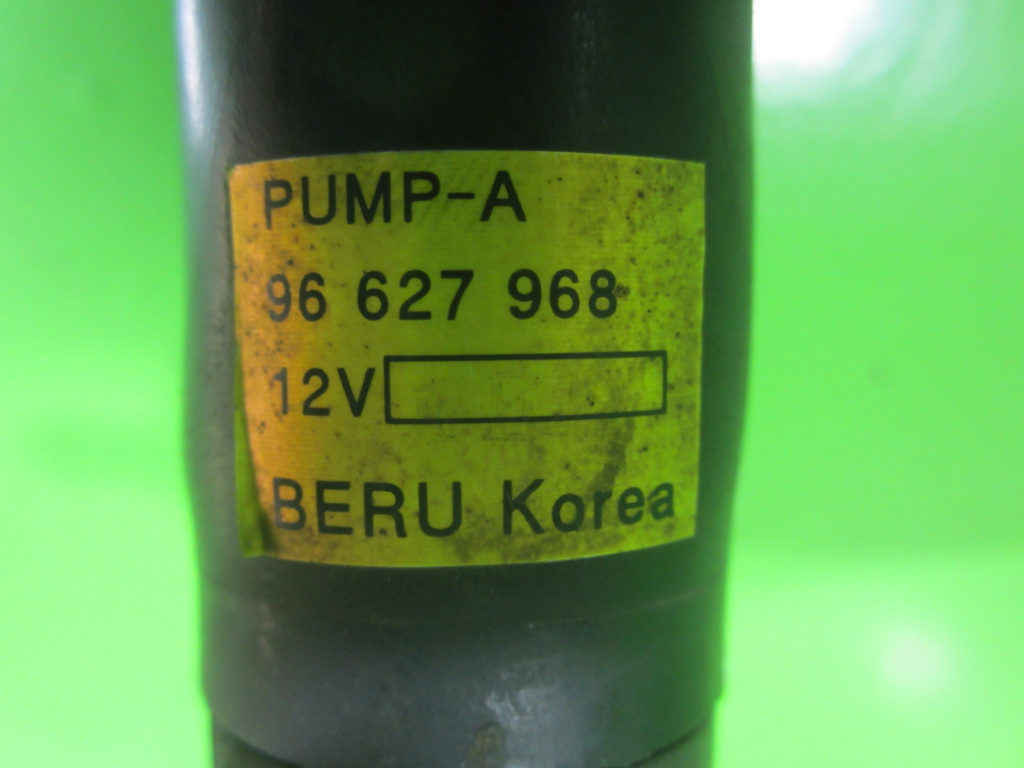 PUMP-A
96 627 968
12V
BERU Korea